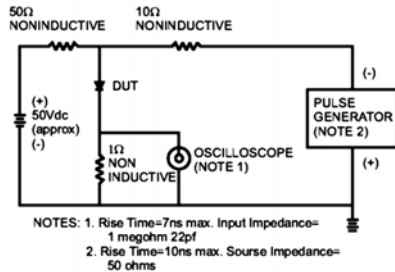 50Ω
NONINDUCTIVE
10Ω
NONINDUCTIVE
(+)
50Vdc
(approx)
(-)
DUT
1Ω
NON
INDUCTIVE
OSCILLOSCOPE
(NOTE 1)
(-)
PULSE
GENERATOR
(NOTE 2)
(+)
NOTES: 1. Rise Time=7ns max. Input Impedance=
1 megohm 22pf
2. Rise Time=10ns max. Sourse Impedance=
50 ohms